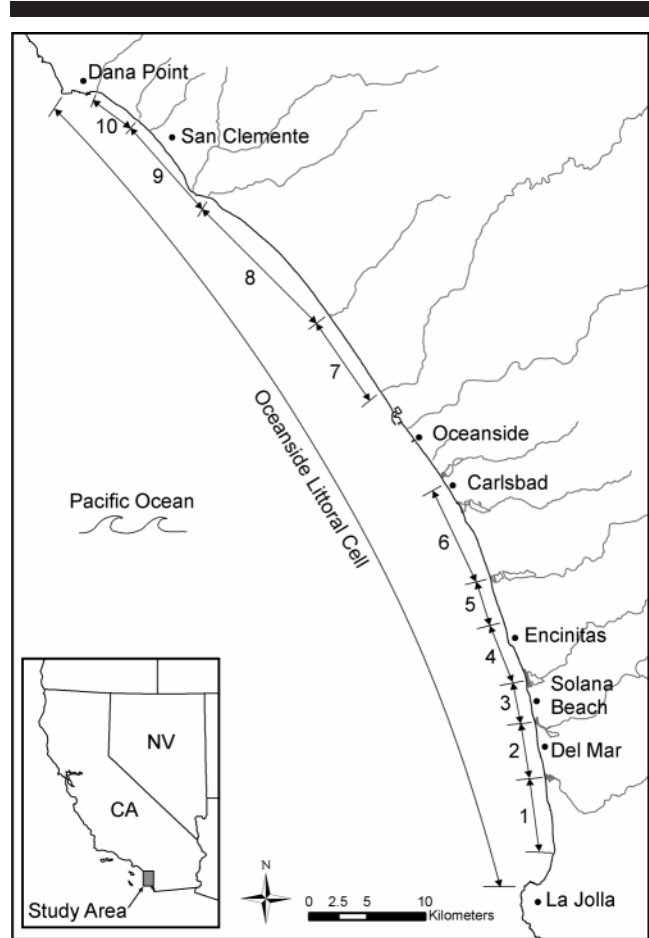 Dana Point
10
San Clemente
9
8
7
Oceanside Littoral Cell
Oceanside
Carlsbad
Pacific Ocean
6
5
Encinitas
4
Solana
Beach
3
2
Del Mar
1
NV
CA
Study Area
N
0 2.5 5 10
Kilometers
La Jolla